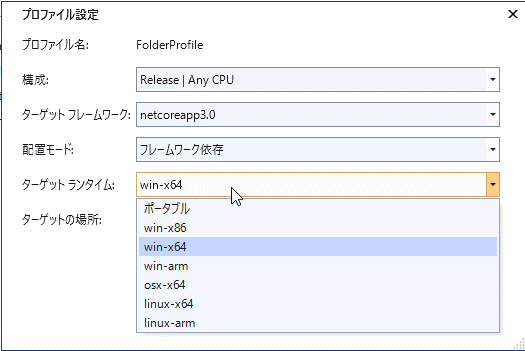 プロファイル設定
プロファイル名: FolderProfile
構成: Release | Any CPU
ターゲット フレームワーク: netcoreapp3.0
配置モード: フレームワーク依存
ターゲット ランタイム: win-x64
ターゲットの場所:
ポータブル
win-x86
win-x64
win-arm
osx-x64
linux-x64
linux-arm